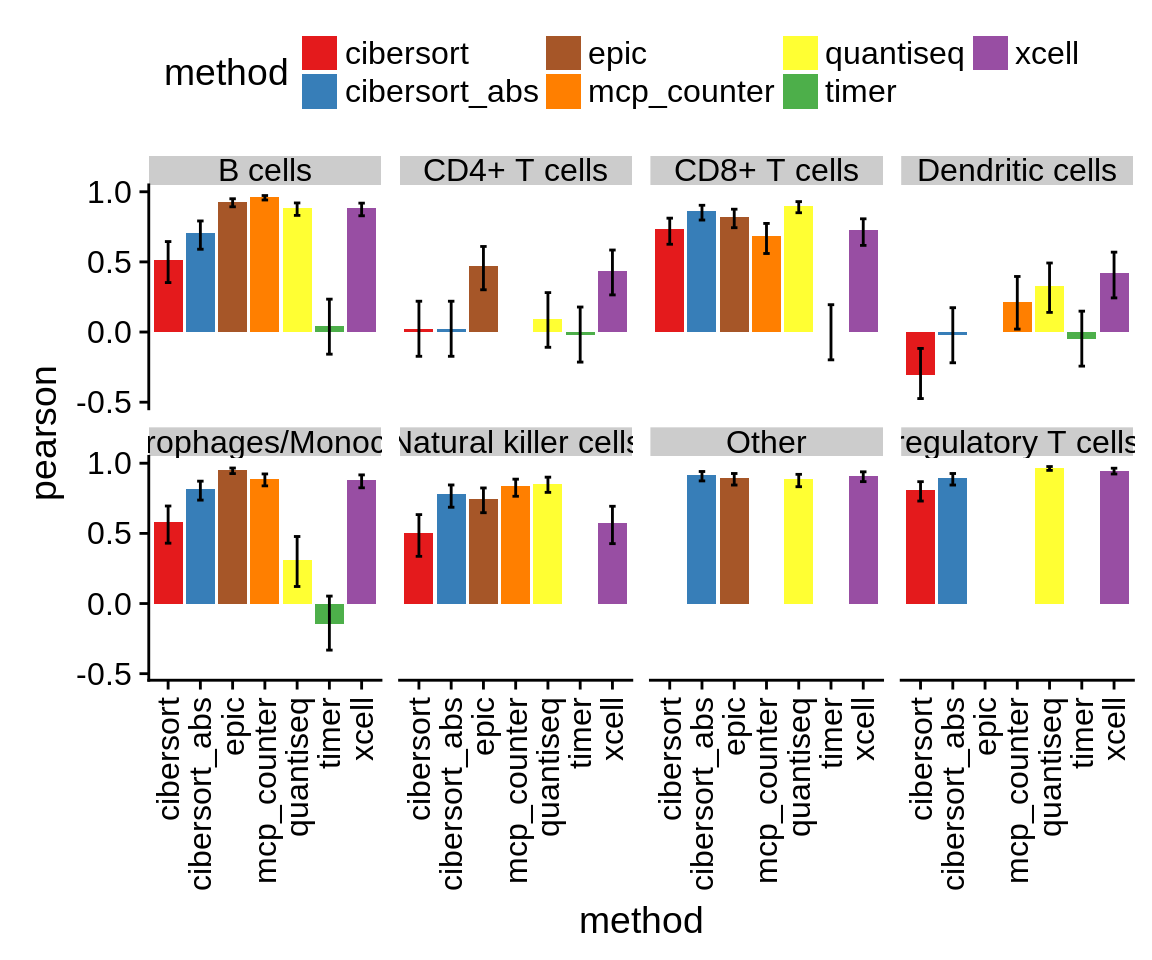 method
cibersort epic quantiseq xcell
cibersort_abs mcp_counter timer
B cells CD4+ T cells CD8+ T cells Dendritic cells
1.0
0.5
0.0
-0.5
pearson
rophages/Monoc Natural killer cells Other regulatory T cells
1.0
0.5
0.0
-0.5
cibersort cibersort_abs epic mcp_counter quantiseq timer xcell
cibersort cibersort_abs epic mcp_counter quantiseq timer xcell
cibersort cibersort_abs epic mcp_counter quantiseq timer xcell
cibersort cibersort_abs epic mcp_counter quantiseq timer xcell
method